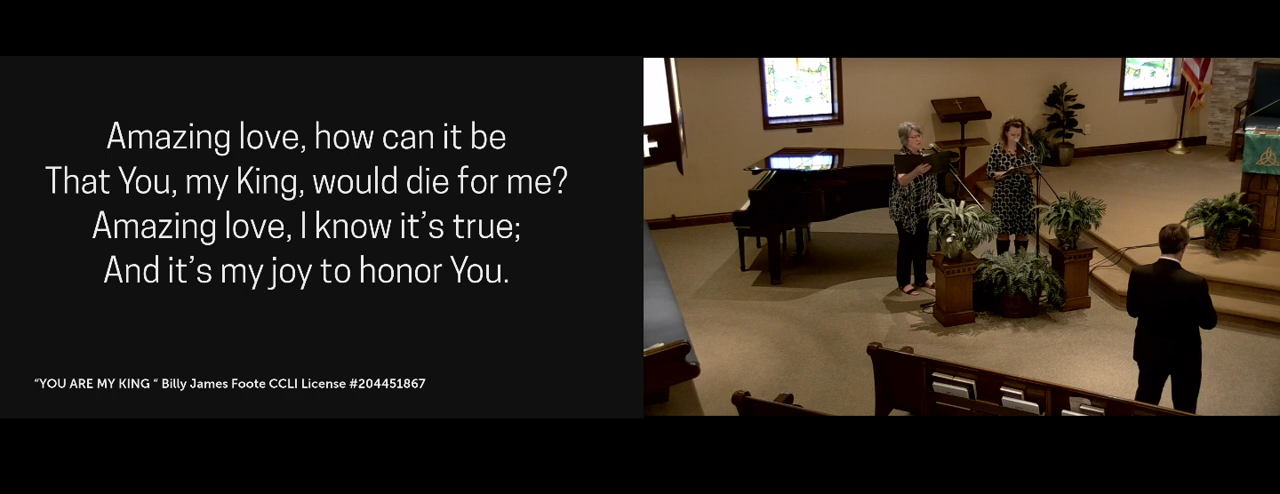 Amazing love, how can it be
That You, my King, would die for me?
Amazing love, I know it’s true;
And it’s my joy to honor You.
“YOU ARE MY KING “ Billy James Foote CCLI License #204451867